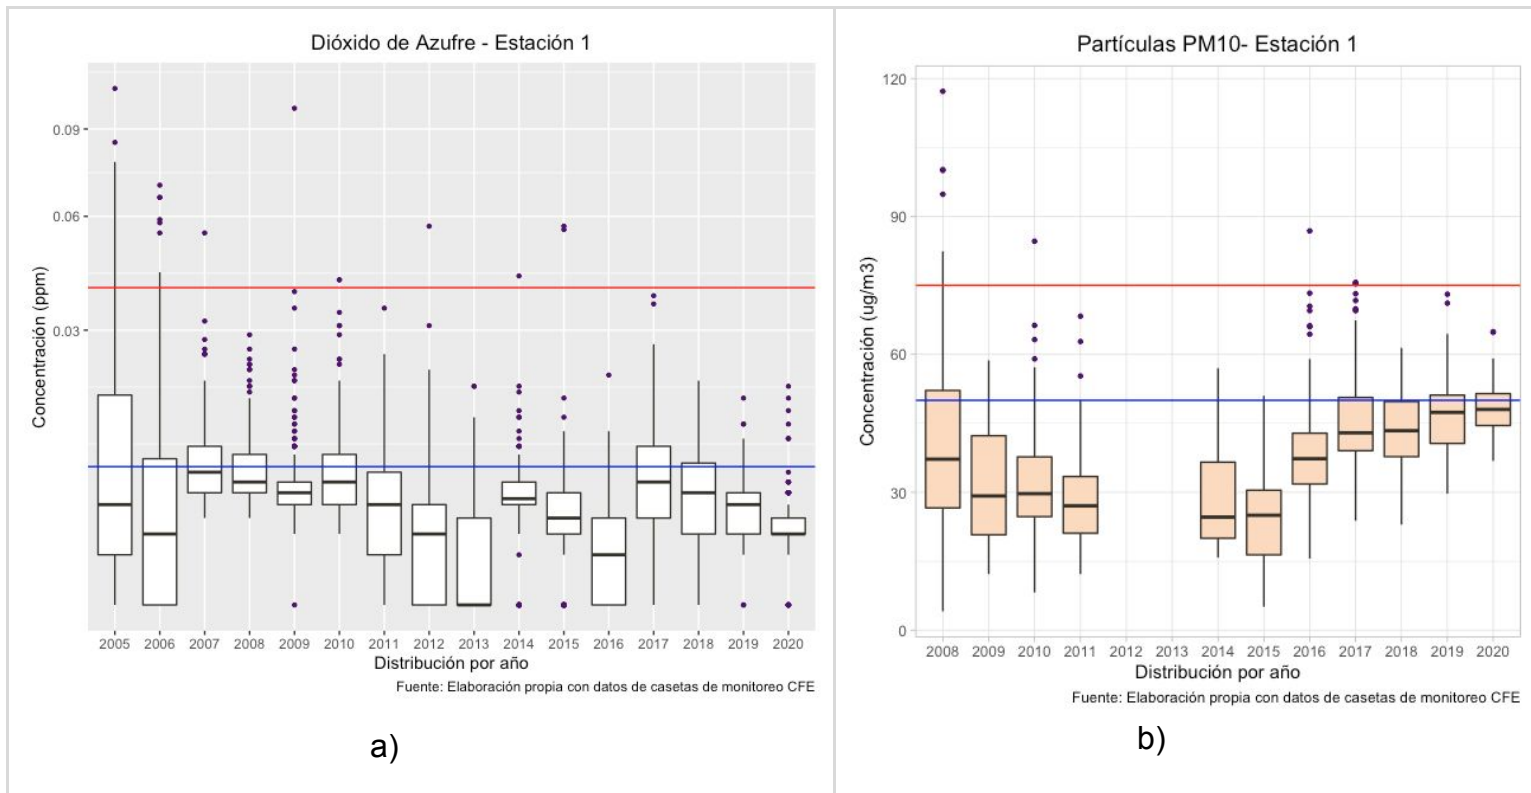 Dióxido de Azufre - Estación 1
0.09
0.06
0.03
Concentración (ppm)
2005 2006 2007 2008 2009 2010 2011 2012 2013 2014 2015 2016 2017 2018 2019 2020
Distribución por año
Fuente: Elaboración propia con datos de casetas de monitoreo CFE
a)
Partículas PM10- Estación 1
120
90
60
30
0
Concentración (ug/m3)
2008 2009 2010 2011 2012 2013 2014 2015 2016 2017 2018 2019 2020
Distribución por año
Fuente: Elaboración propia con datos de casetas de monitoreo CFE
b)